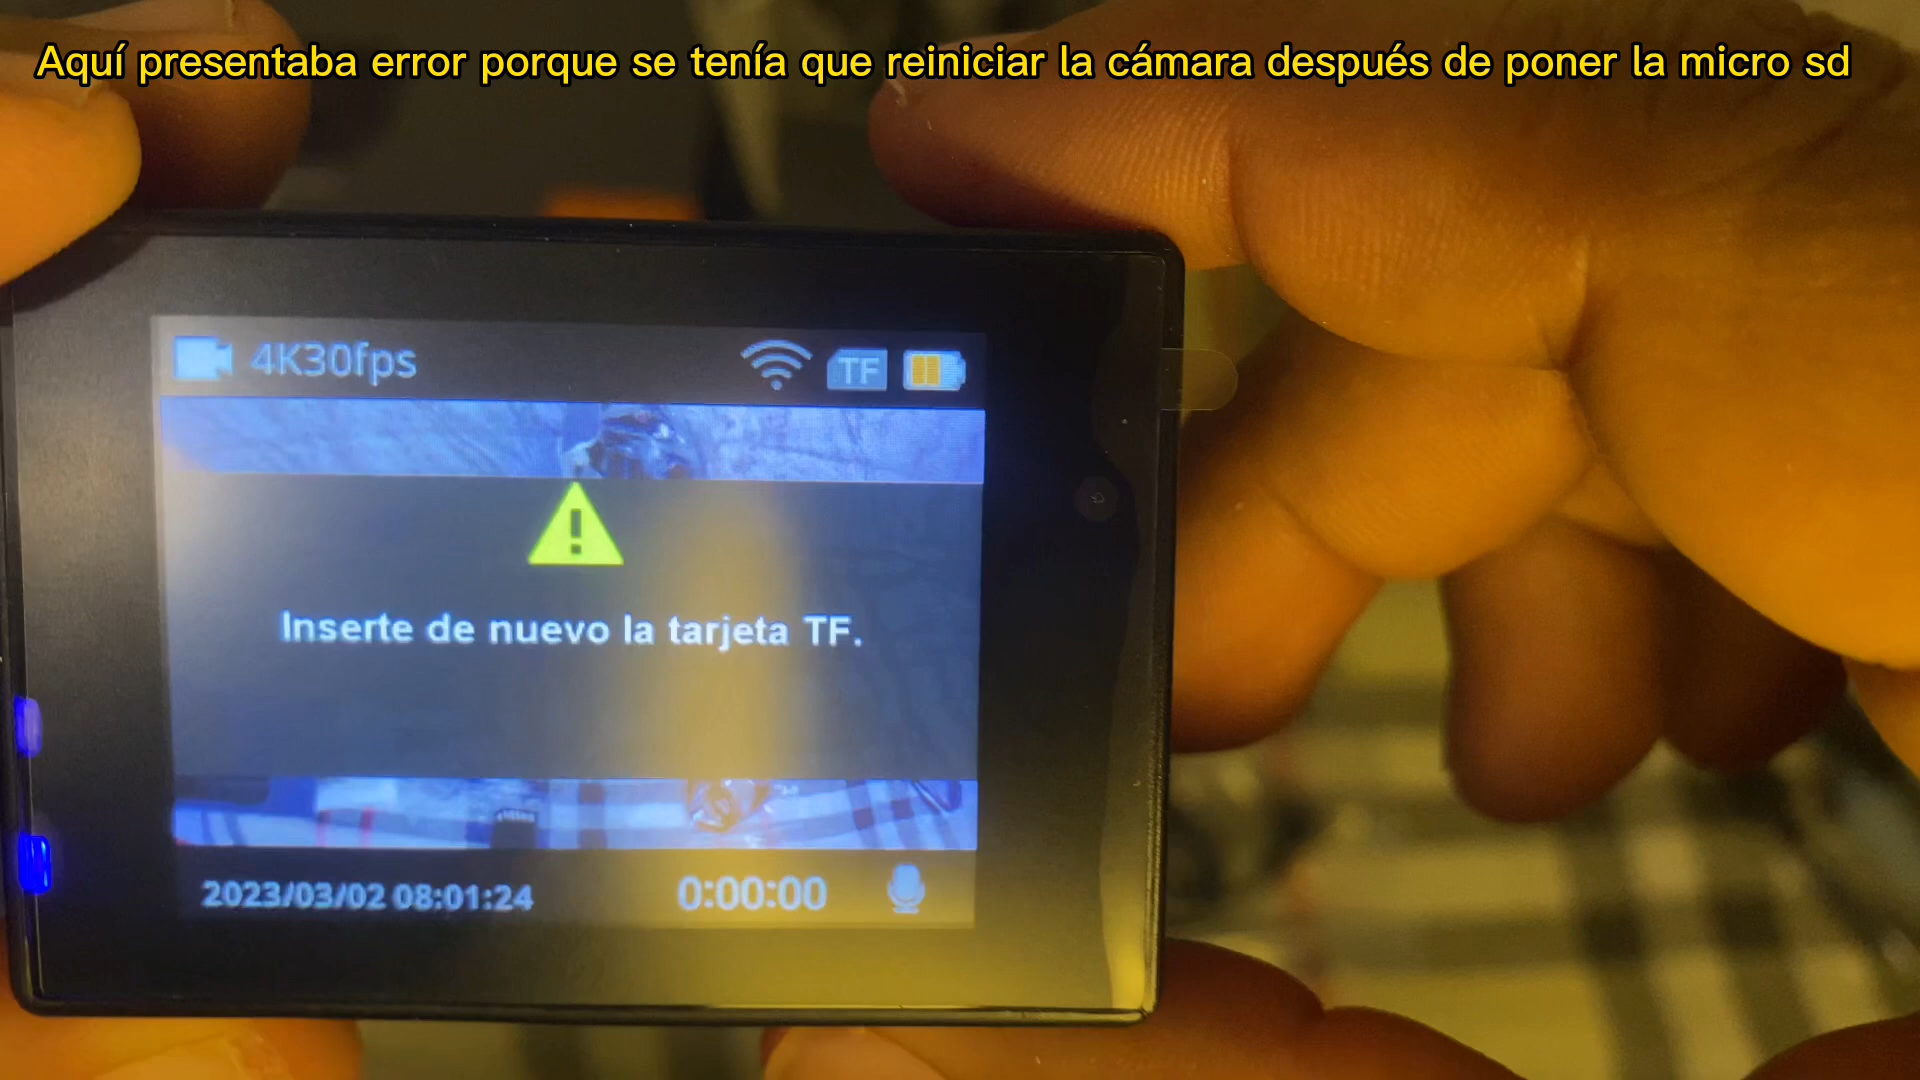 Aquí presentaba error porque se tenía que reiniciar la cámara después de poner la micro sd
4K30fps
TF
Inserte de nuevo la tarjeta TF.
2023/03/02 08:01:24
0:00:00